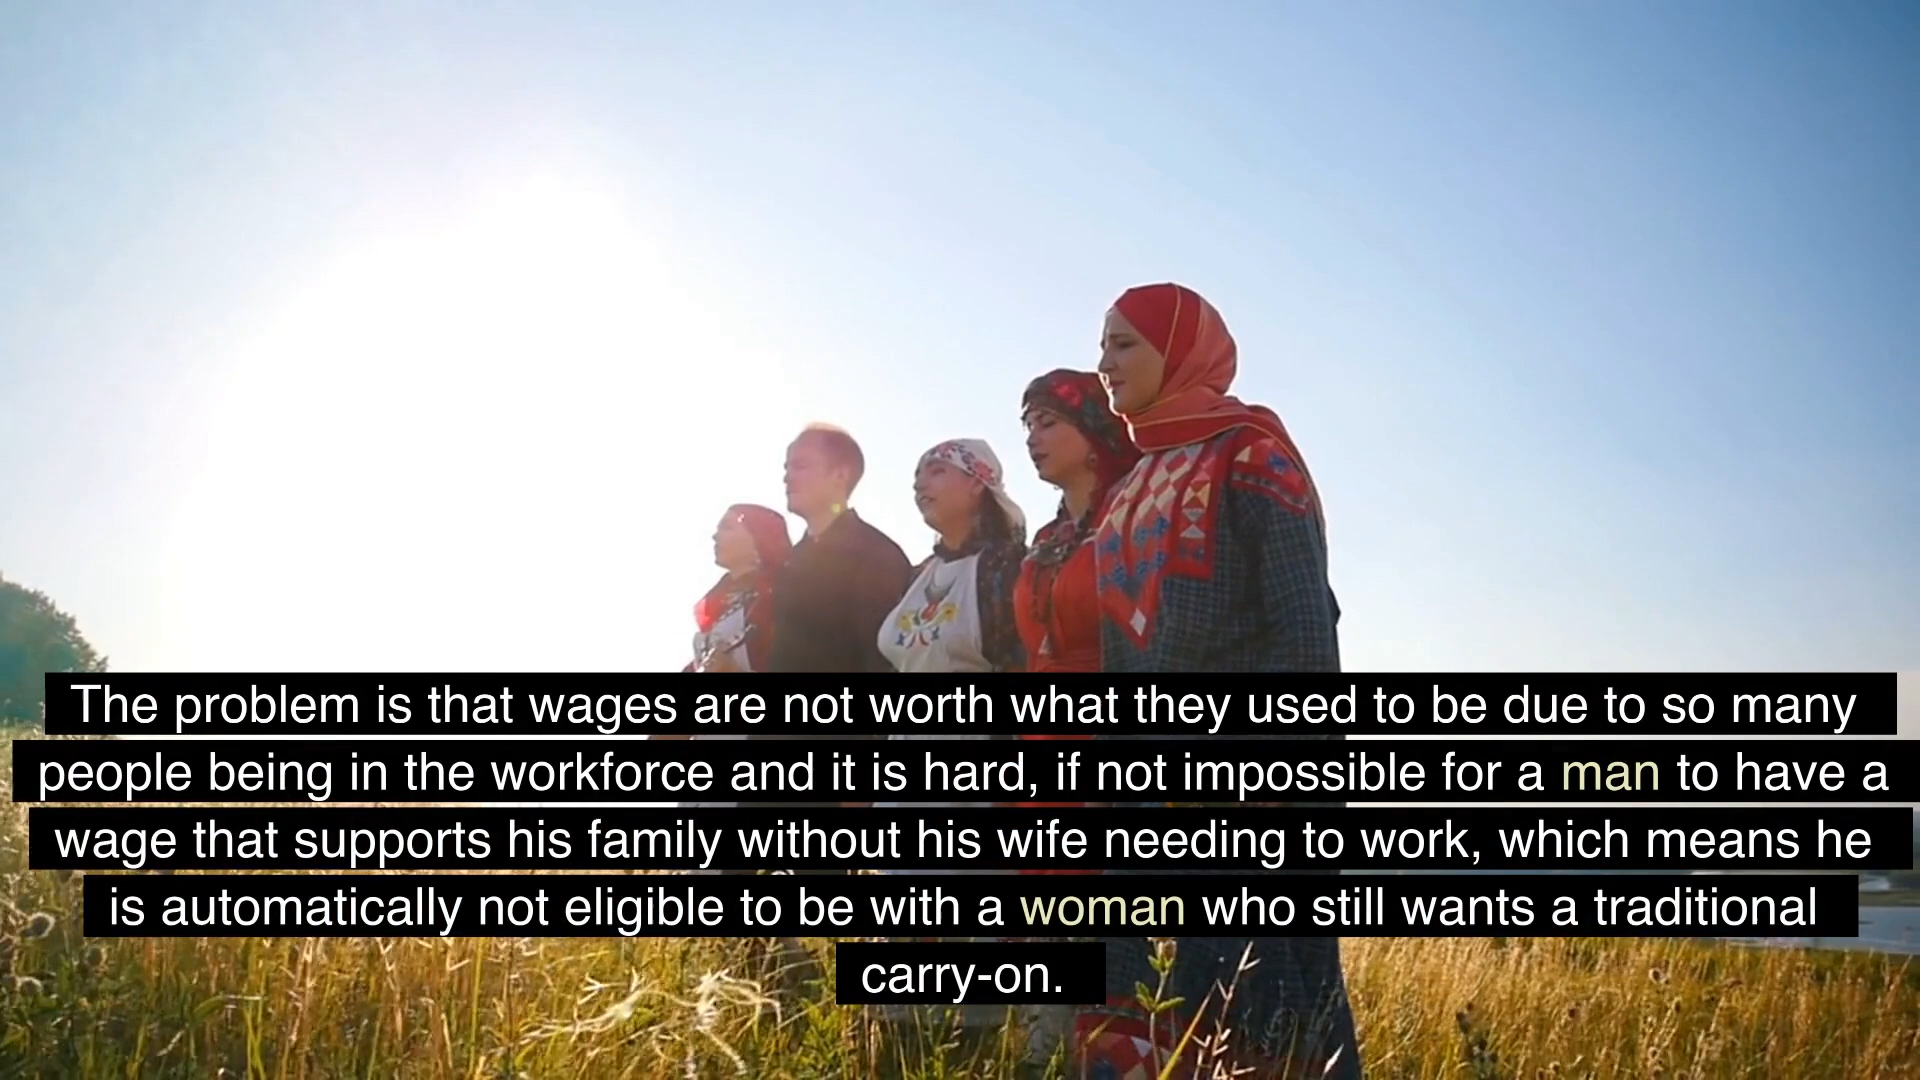 The problem is that wages are not worth what they used to be due to so many
people being in the workforce and it is hard, if not impossible for a man to have a
wage that supports his family without his wife needing to work, which means he
is automatically not eligible to be with a woman who still wants a traditional
carry-on.